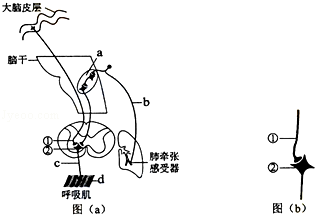 大脑皮层
脑干
a
b
①
②
c
d
呼吸肌
肺牵张
感受器
图（a）
①
②
图（b）